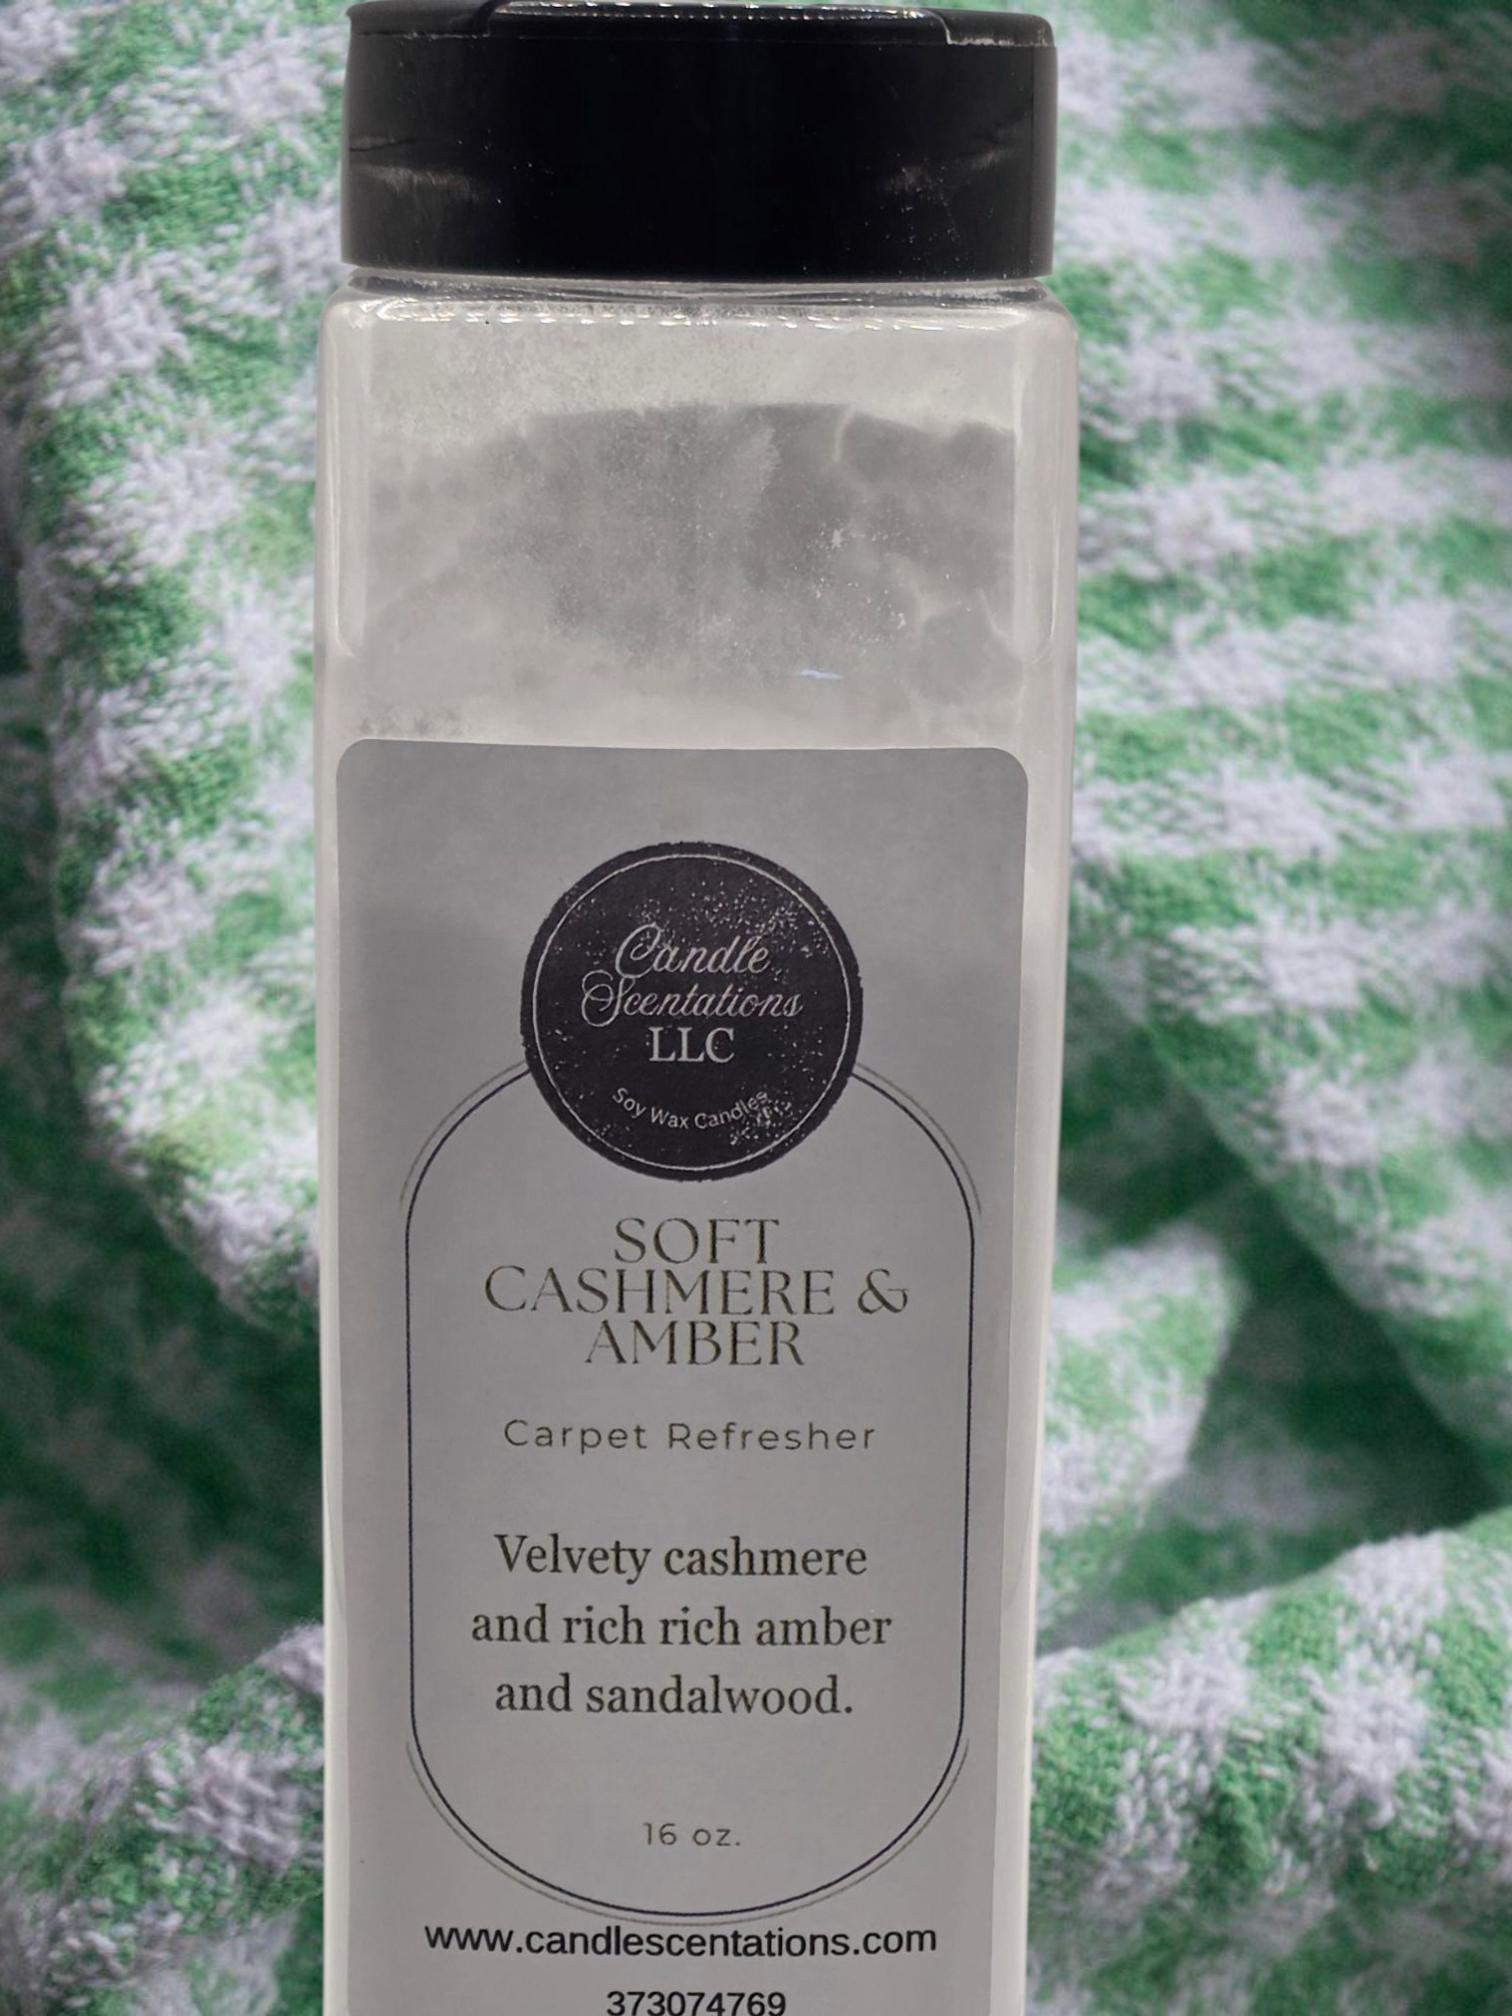 Candle
Scentations
LLC
Soy Wax Candles
SOFT
CASHMERE &
AMBER
Carpet Refresher
Velvety cashmere
and rich rich amber
and sandalwood.
16 oz.
www.candlescentations.com
373074769